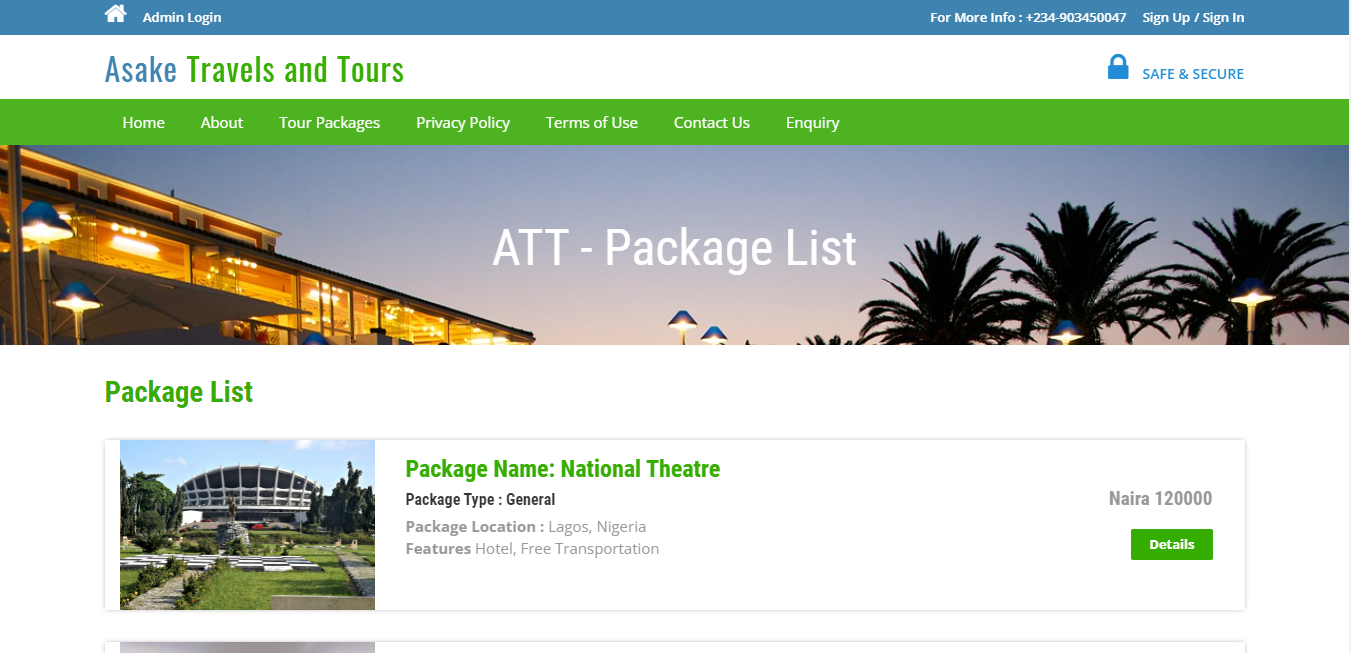 Admin Login
For More Info : +234-903450047 Sign Up / Sign In
Asake Travels and Tours
SAFE & SECURE
Home About Tour Packages Privacy Policy Terms of Use Contact Us Enquiry
ATT - Package List
Package List
Package Name: National Theatre
Package Type : General
Naira 120000
Package Location : Lagos, Nigeria
Features Hotel, Free Transportation
Details